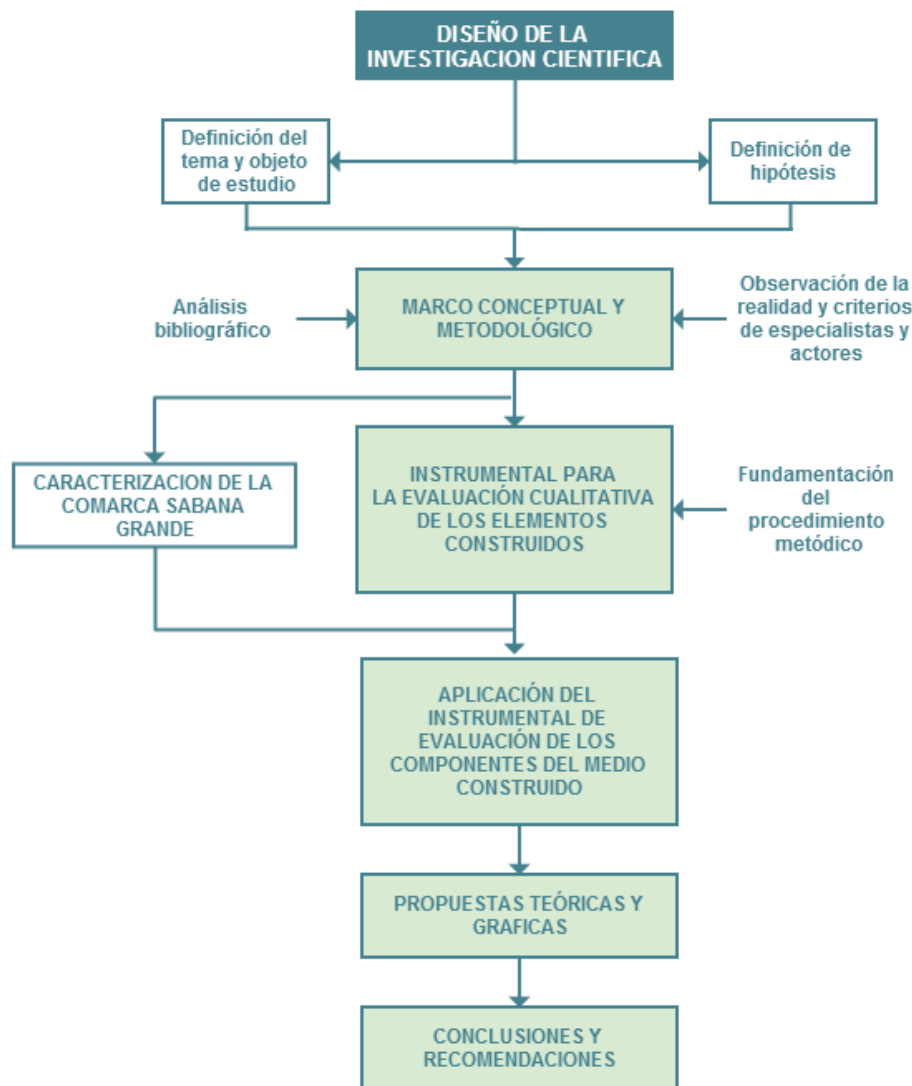 DISEÑO DE LA
INVESTIGACION CIENTIFICA
Definición del
tema y objeto
de estudio
Definición de
hipótesis
Análisis
bibliográfico
MARCO CONCEPTUAL Y
METODOLÓGICO
Observación de la
realidad y criterios
de especialistas y
actores
CARACTERIZACION DE LA
COMARCA SABANA
GRANDE
INSTRUMENTAL PARA
LA EVALUACIÓN CUALITATIVA
DE LOS ELEMENTOS
CONSTRUIDOS
Fundamentación
del
procedimiento
metódico
APLICACIÓN DEL
INSTRUMENTAL DE
EVALUACIÓN DE LOS
COMPONENTES DEL MEDIO
CONSTRUIDO
PROPUESTAS TEÓRICAS Y
GRAFICAS
CONCLUSIONES Y
RECOMENDACIONES